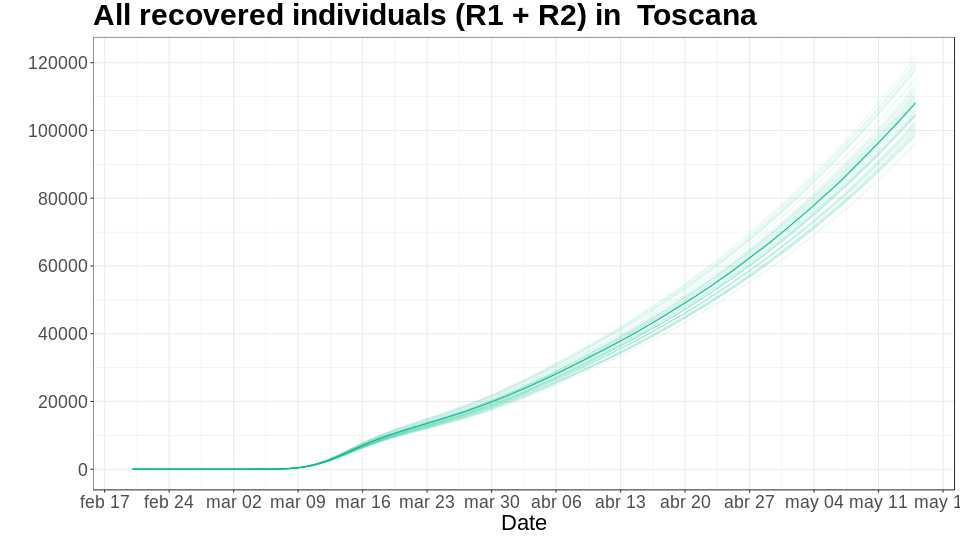 All recovered individuals (R1 + R2) in  Toscana
120000
100000
80000
60000
40000
20000
0
feb 17 feb 24 mar 02 mar 09 mar 16 mar 23 mar 30 abr 06 abr 13 abr 20 abr 27 may 04 may 11 may 1
Date